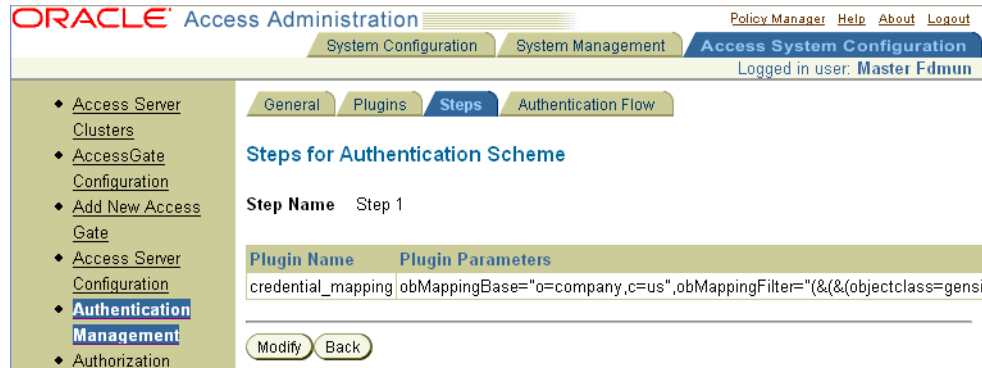 ORACLE Access Administration
Policy Manager Help About Logout
System Configuration System Management Access System Configuration
Logged in user: Master Fdmun
Access Server
Clusters
AccessGate
Configuration
Add New Access
Gate
Access Server
Configuration
Authentication
Management
Authorization
General Plugins Steps Authentication Flow
Steps for Authentication Scheme
Step Name Step 1
Plugin Name Plugin Parameters
credential_mapping obMappingBase="o=company,c=us",obMappingFilter="(&(&(objectclass=gensi
Modify Back